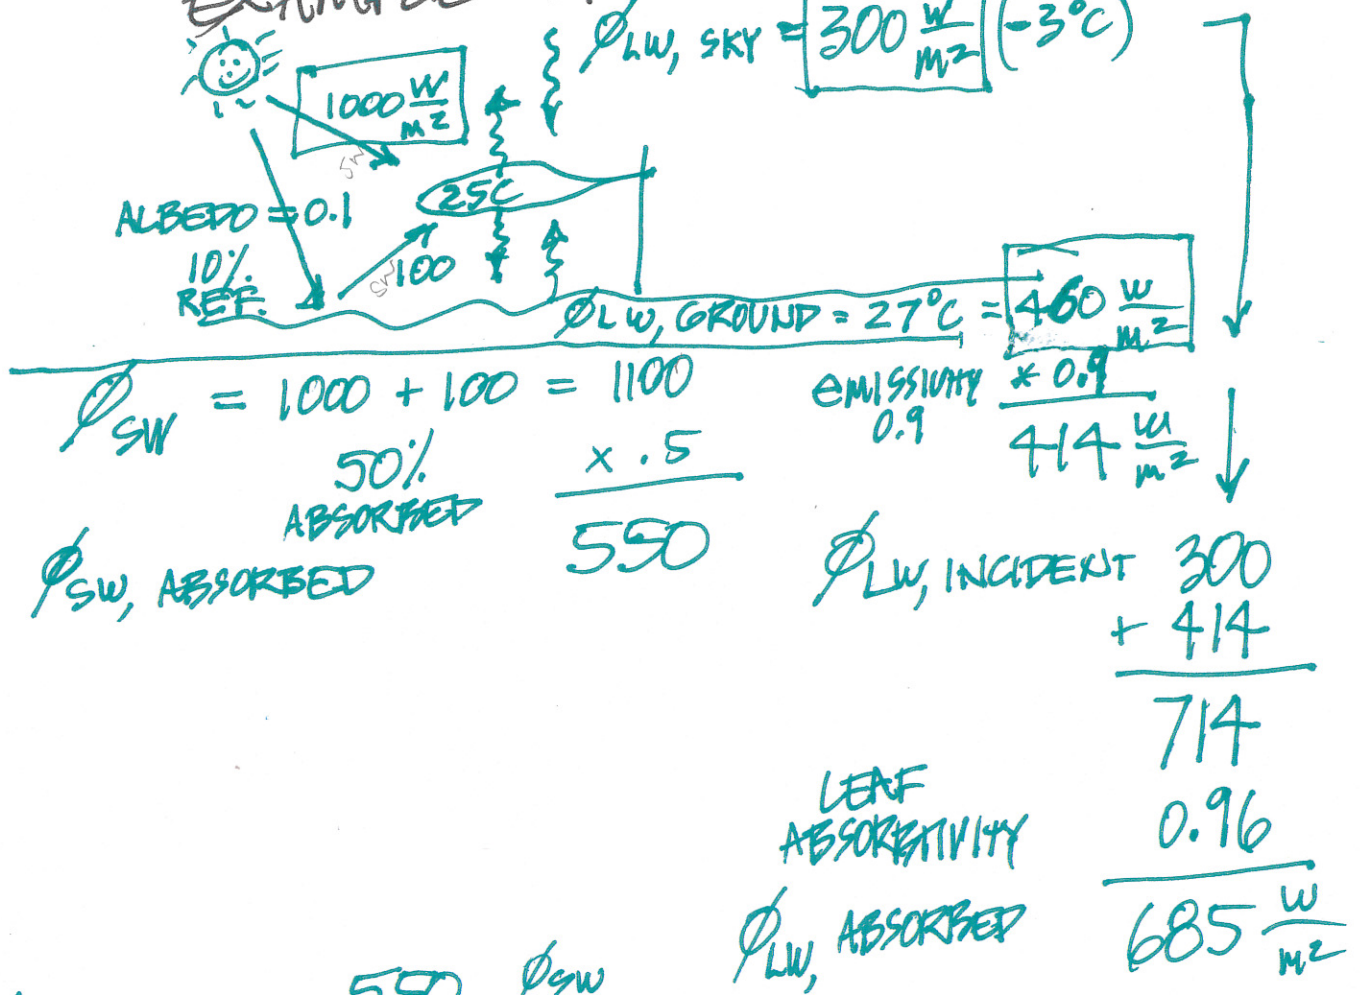 EXAMPLE
ϕLW, SKY = 300 W/m² (-3°C)
1000 W/m²
SW
25C
ALBEDO = 0.1
10%
REF.
SW 100
ϕLW, GROUND = 27°C = 460 W/m²
ϕSW = 1000 + 100 = 1100
emissivity * 0.9
0.9
414 W/m²
50% x .5
ABSORBED
ϕSW, ABSORBED 550
ϕLW, INCIDENT 300
+ 414
714
LEAF
ABSORBTIVITY 0.96
ϕLW, ABSORBED 685 W/m²
550 ϕSW